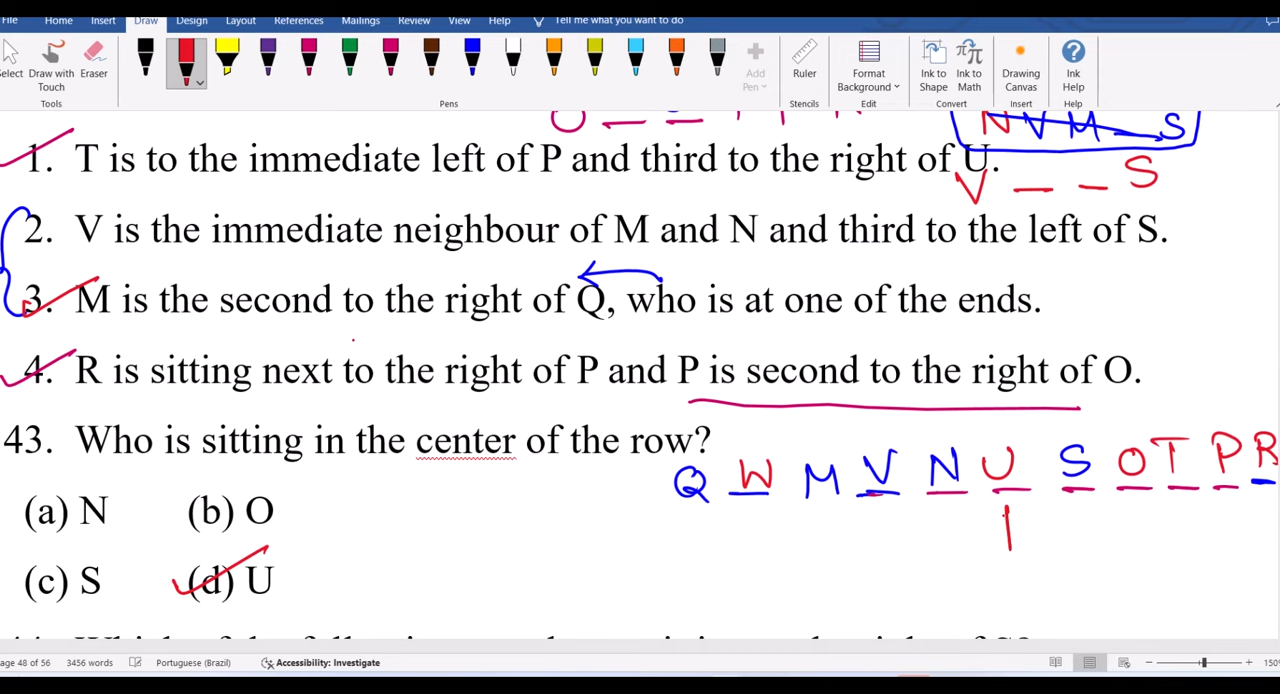 File Home Insert Draw Design Layout References Mailings Review View Help Tell me what you want to do
Select Draw with Touch Eraser Add Pen Ruler Format Background Ink to Shape Ink to Math Drawing Canvas Ink Help
Tools Pens Stencils Edit Convert Insert Help
N V M S
1. T is to the immediate left of P and third to the right of U.
V _ _ S
2. V is the immediate neighbour of M and N and third to the left of S.
3. M is the second to the right of Q, who is at one of the ends.
4. R is sitting next to the right of P and P is second to the right of O.
43. Who is sitting in the center of the row?
Q W M V N U S O T P R
(a) N (b) O
(c) S (d) U
Page 48 of 56 3456 words Portuguese (Brazil) Accessibility: Investigate 150%